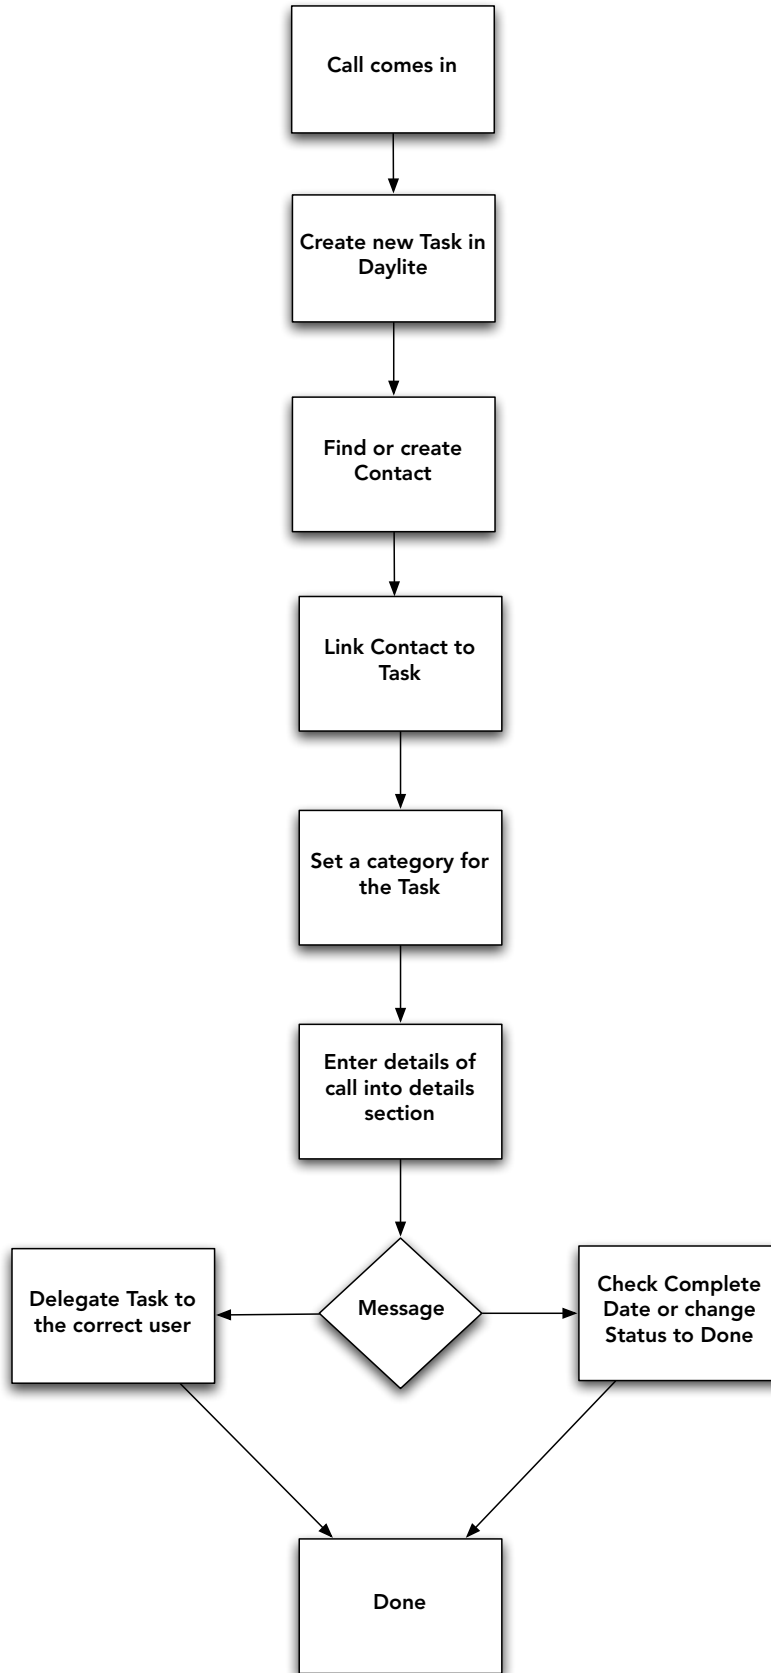 Call comes in
Create new Task in
Daylite
Find or create
Contact
Link Contact to
Task
Set a category for
the Task
Enter details of
call into details
section
Delegate Task to
the correct user
Message
Check Complete
Date or change
Status to Done
Done